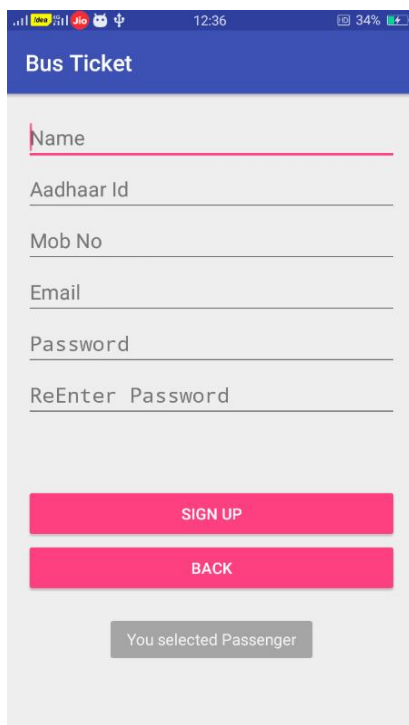 idea Jio 12:36 HD 34%
Bus Ticket
Name
Aadhaar Id
Mob No
Email
Password
ReEnter Password
SIGN UP
BACK
You selected Passenger